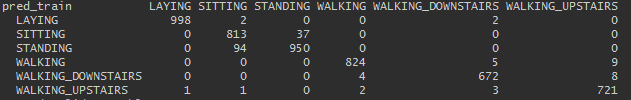 pred_train LAYING SITTING STANDING WALKING WALKING_DOWNSTAIRS WALKING_UPSTAIRS
LAYING 998 2 0 0 2 0
SITTING 0 813 37 0 0 0
STANDING 0 94 950 0 0 0
WALKING 0 0 0 824 5 9
WALKING_DOWNSTAIRS 0 0 0 4 672 8
WALKING_UPSTAIRS 1 1 0 2 3 721